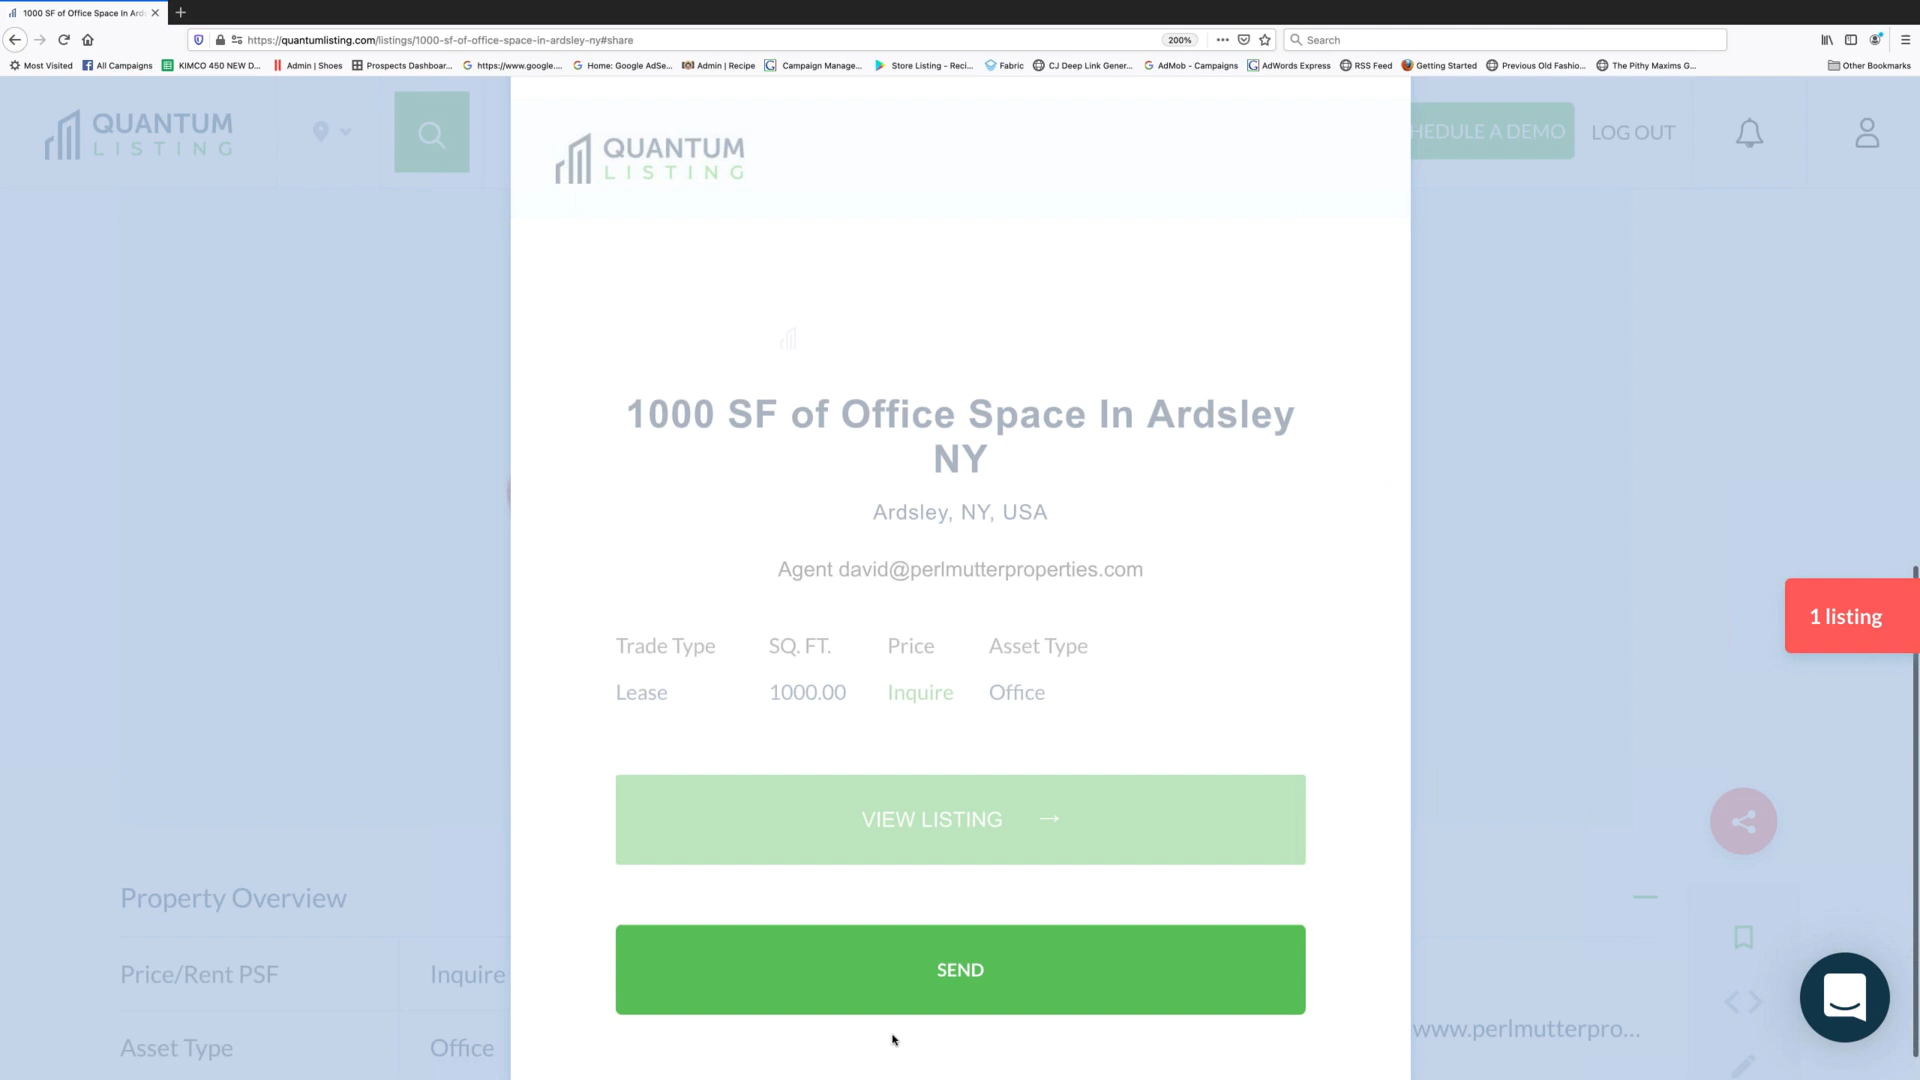 1000 SF of Office Space In Ard
https://quantumlisting.com/listings/1000-sf-of-office-space-in-ardsley-ny#share
200%
Search
Most Visited
All Campaigns
KIMCO 450 NEW D...
Admin | Shoes
Prospects Dashboar...
https://www.google....
Home: Google AdSe...
Admin | Recipe
Campaign Manage...
Store Listing - Reci...
Fabric
CJ Deep Link Gener...
AdMob - Campaigns
AdWords Express
RSS Feed
Getting Started
Previous Old Fashio...
The Pithy Maxims G...
Other Bookmarks
QUANTUM
LISTING
HEDULE A DEMO
LOG OUT
QUANTUM
LISTING
1000 SF of Office Space In Ardsley
NY
Ardsley, NY, USA
Agent david@perlmutterproperties.com
Trade Type SQ. FT. Price Asset Type
Lease 1000.00 Inquire Office
1 listing
VIEW LISTING →
SEND
Property Overview
Price/Rent PSF Inquire
Asset Type Office
www.perlmutterpro...